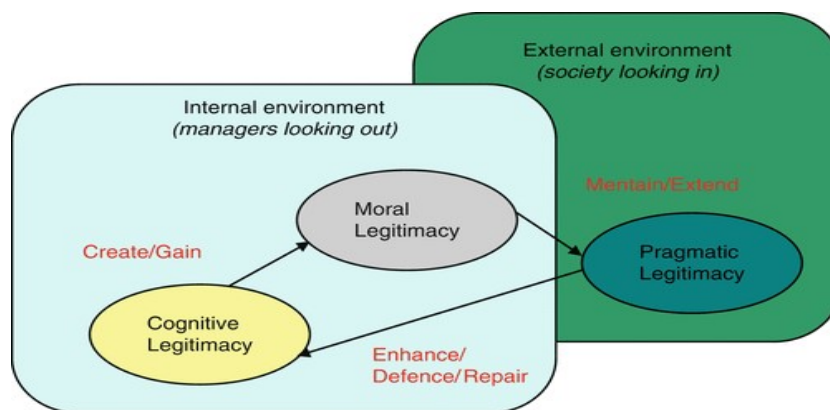 External environment
(society looking in)
Internal environment
(managers looking out)
Mentain/Extend
Moral
Legitimacy
Create/Gain
Pragmatic
Legitimacy
Cognitive
Legitimacy
Enhance/
Defence/Repair